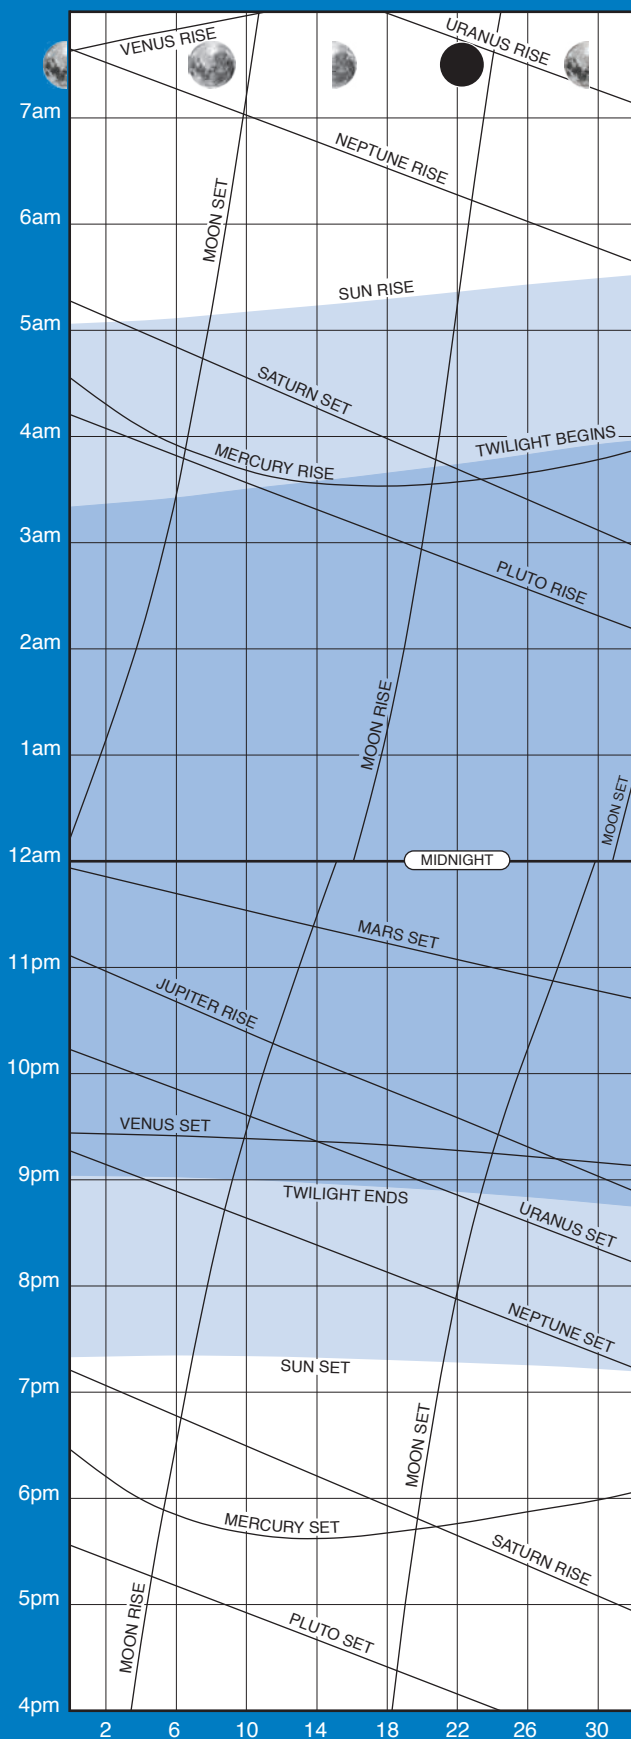 VENUS RISE
URANUS RISE
7am
NEPTUNE RISE
MOON SET
6am
SUN RISE
5am
SATURN SET
4am
TWILIGHT BEGINS
MERCURY RISE
3am
PLUTO RISE
2am
MOON RISE
1am
MOON SET
12am
MIDNIGHT
MARS SET
11pm
JUPITER RISE
10pm
VENUS SET
9pm
TWILIGHT ENDS
URANUS SET
8pm
NEPTUNE SET
SUN SET
7pm
MOON SET
6pm
MERCURY SET
SATURN RISE
5pm
MOON RISE
PLUTO SET
4pm
2 6 10 14 18 22 26 30